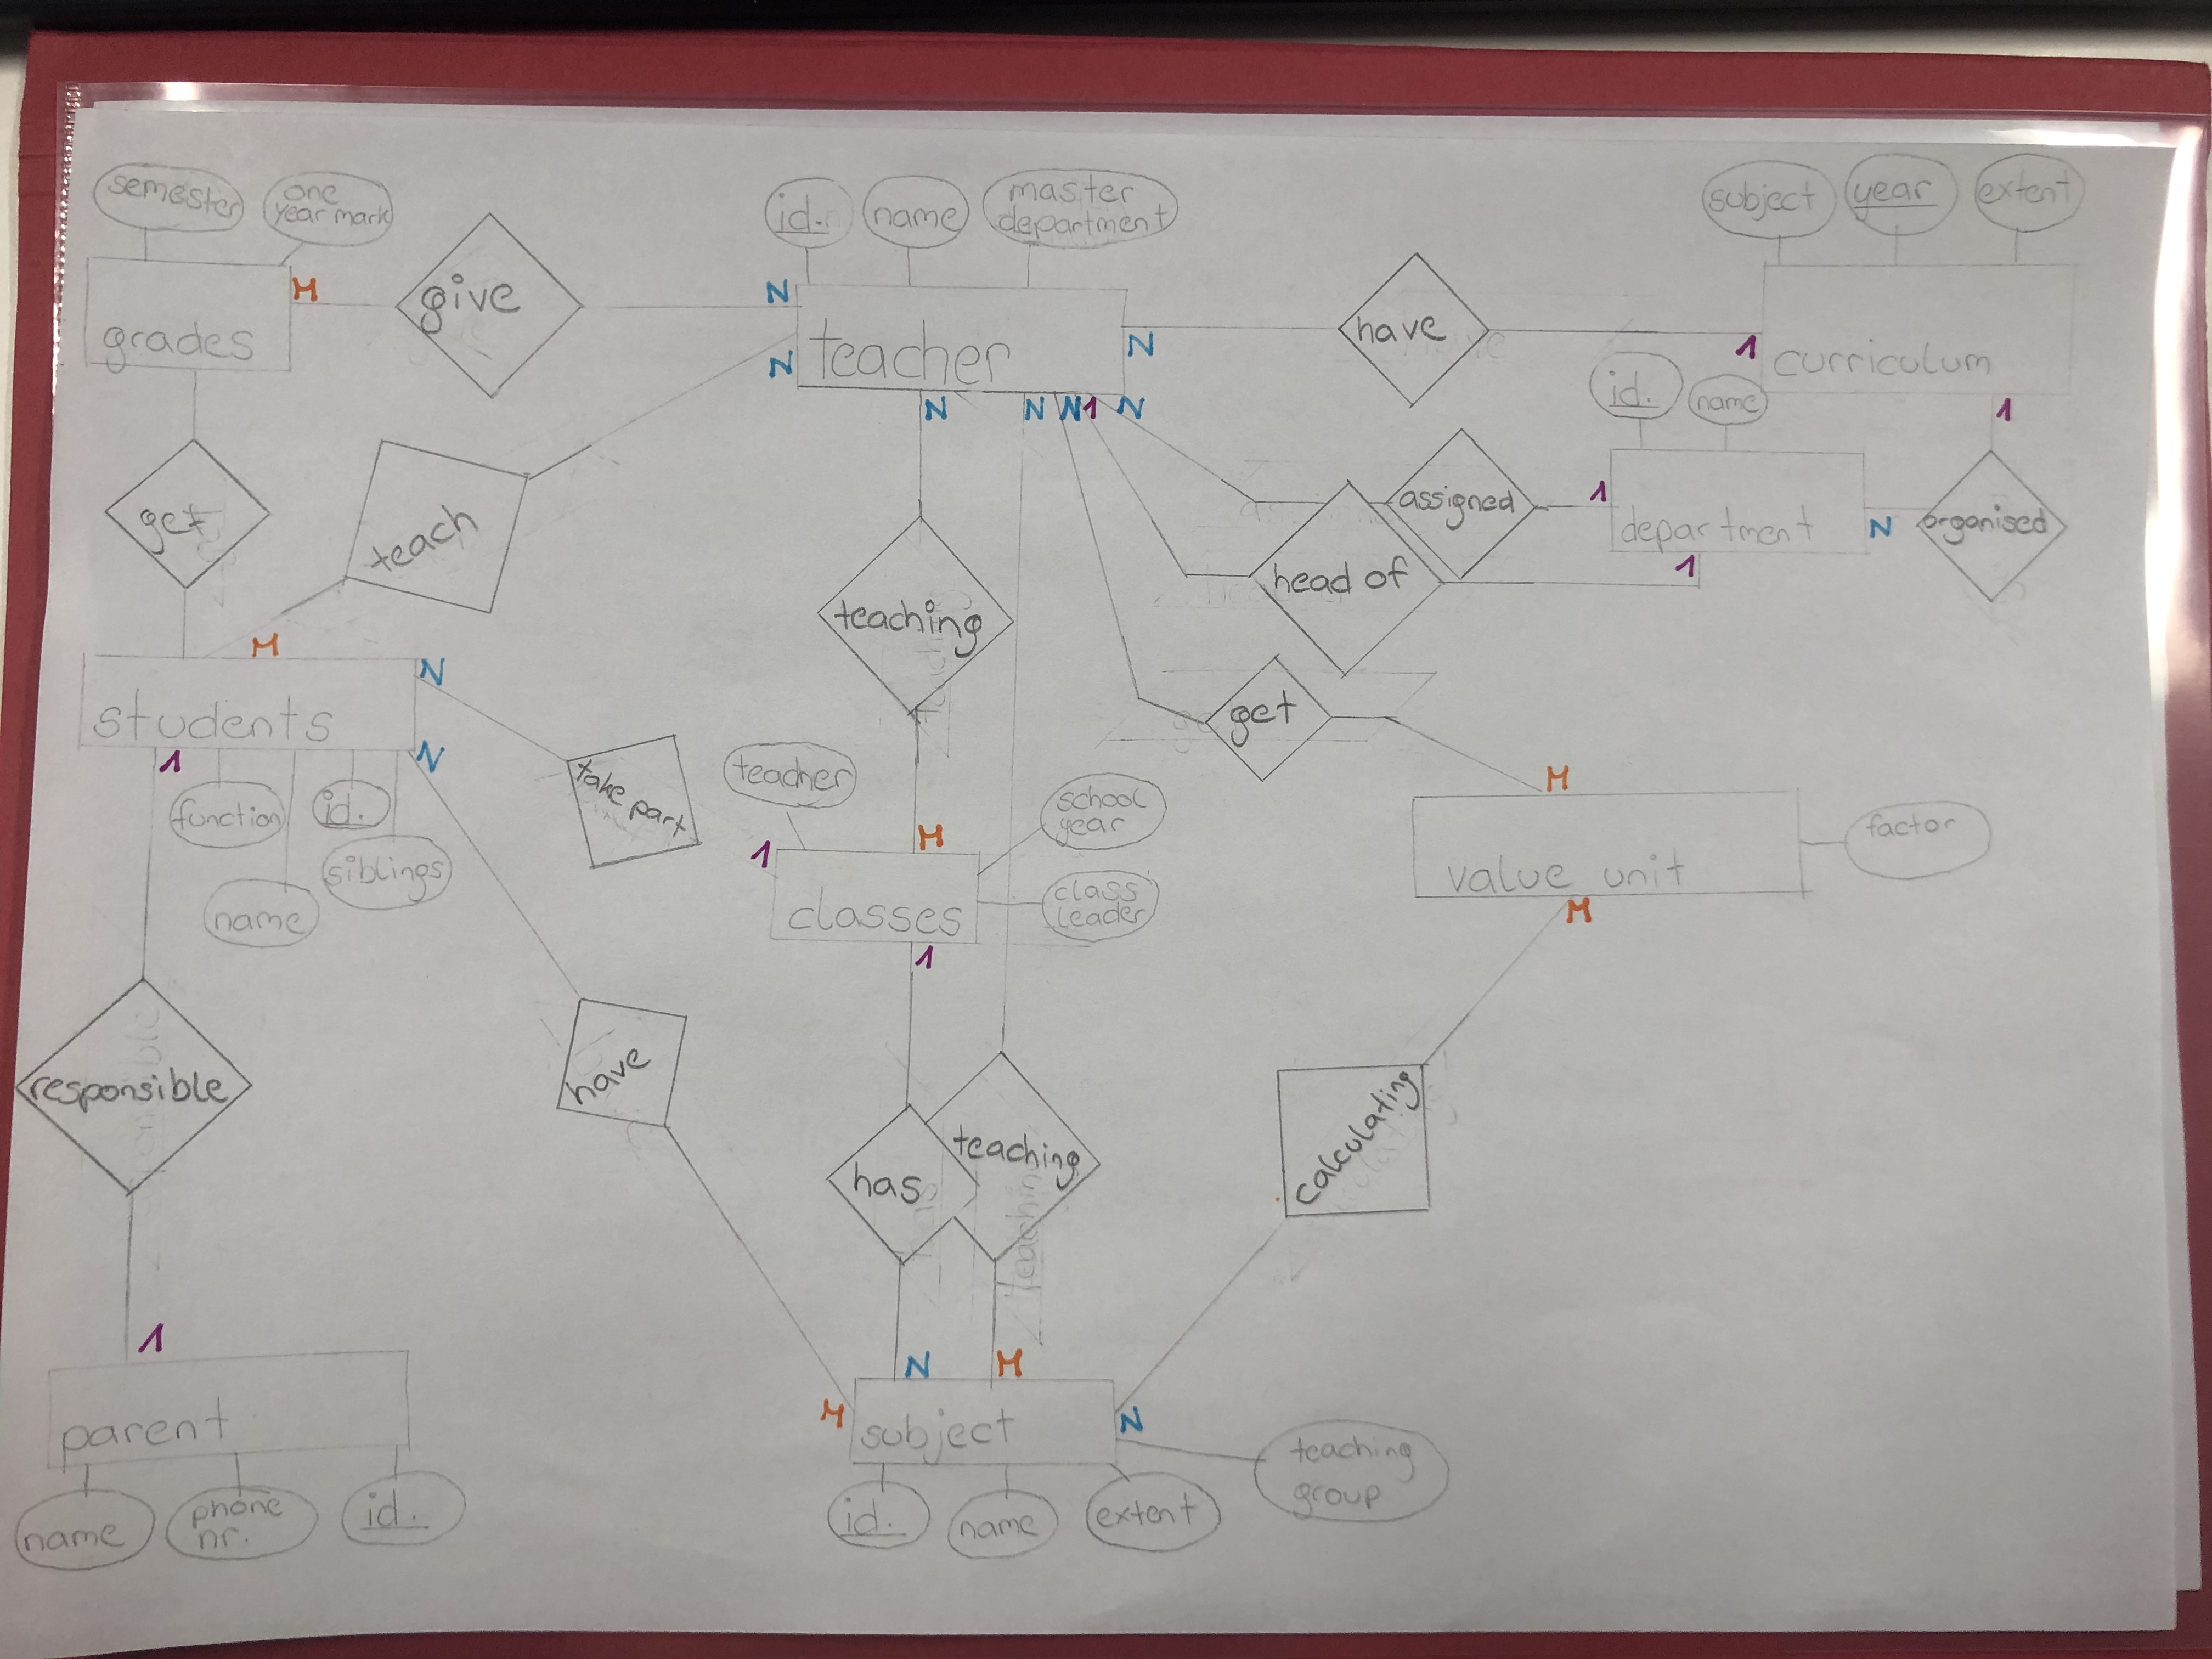 semester
one
year mark
id.
name
master
department
subject
year
extent
grades
M
give
N
teacher
N
have
1
curriculum
get
teach
N
N
teaching
N
N
N
1
N
head of
assigned
1
department
id.
name
1
N
organised
1
students
M
1
N
N
function
name
id.
siblings
take part
1
teacher
classes
M
1
school
year
class
leader
get
M
value unit
M
factor
responsible
have
has
teaching
calculating
parent
1
name
phone
nr.
id.
subject
M
N
M
N
id.
name
extent
teaching
group